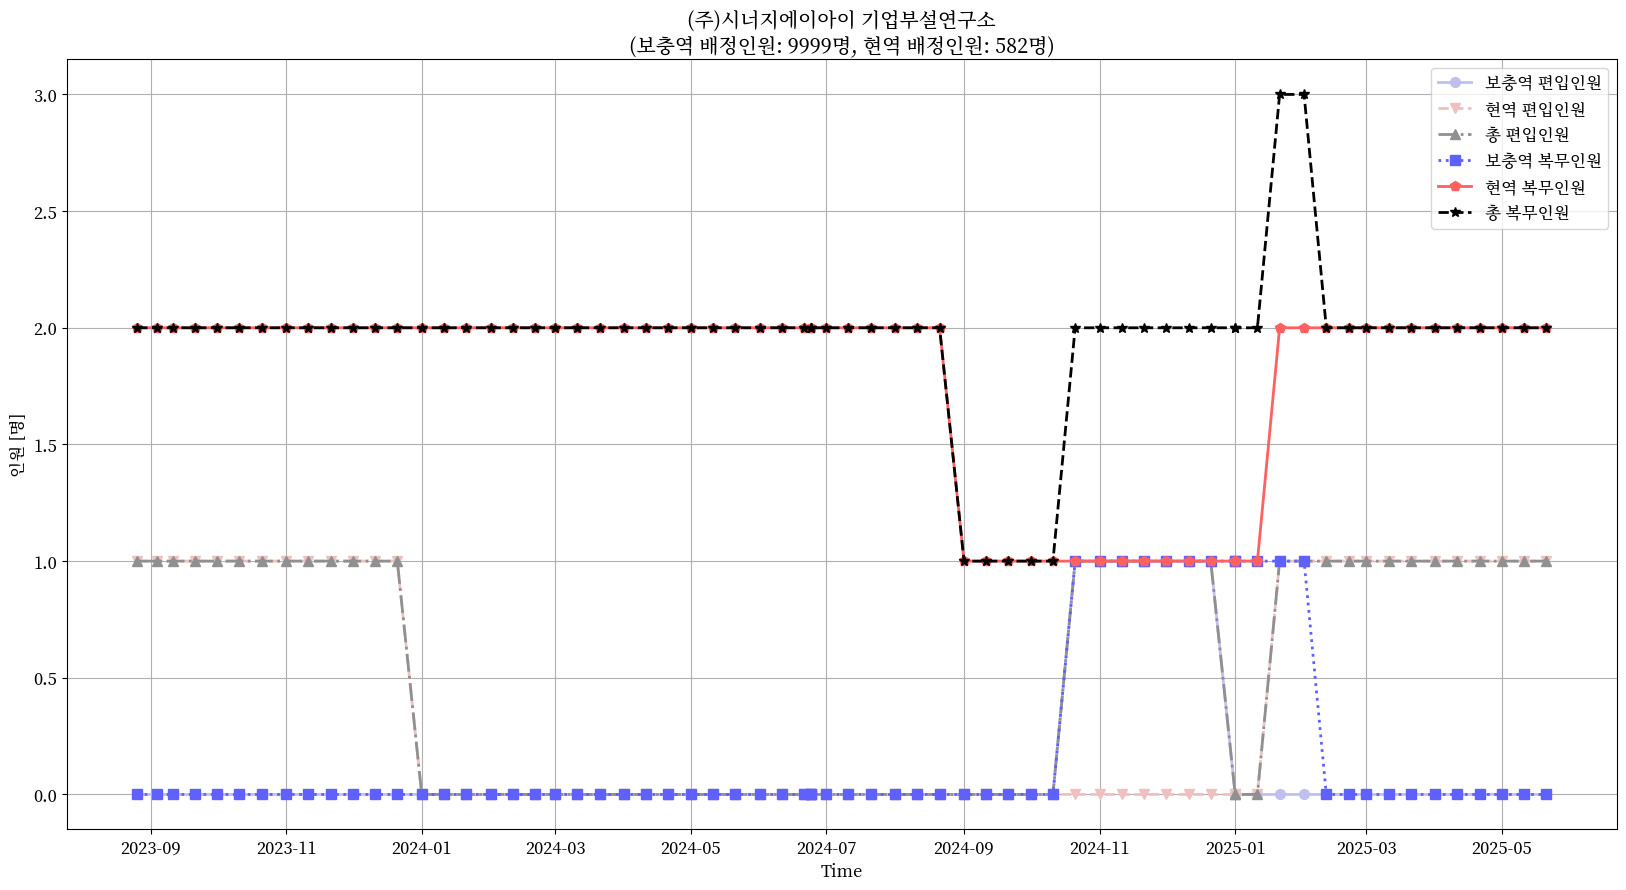 (주)시너지에이아이 기업부설연구소
(보충역 배정인원: 9999명, 현역 배정인원: 582명)
보충역 편입인원
현역 편입인원
총 편입인원
보충역 복무인원
현역 복무인원
총 복무인원
인원 [명]
3.0
2.5
2.0
1.5
1.0
0.5
0.0
2023-09 2023-11 2024-01 2024-03 2024-05 2024-07 2024-09 2024-11 2025-01 2025-03 2025-05
Time